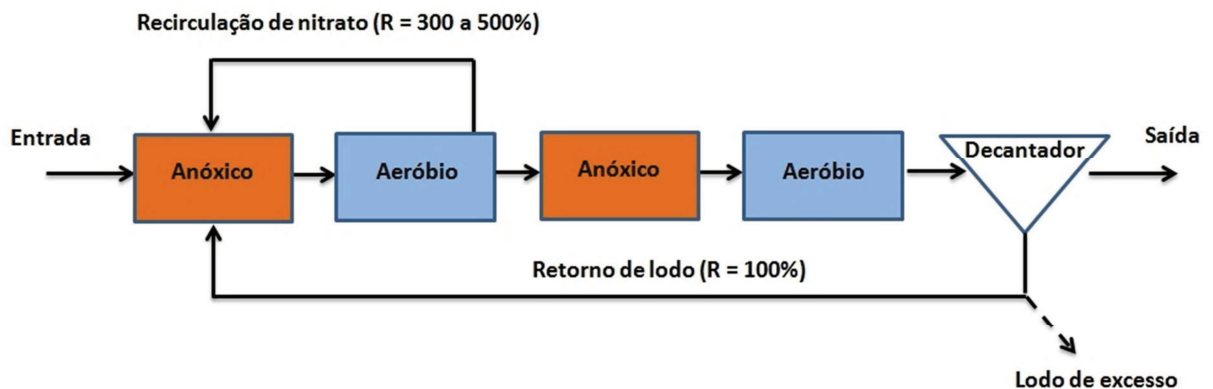 Recirculação de nitrato (R = 300 a 500%)
Entrada
Anóxico
Aeróbio
Anóxico
Aeróbio
Decantador
Saída
Retorno de lodo (R = 100%)
Lodo de excesso